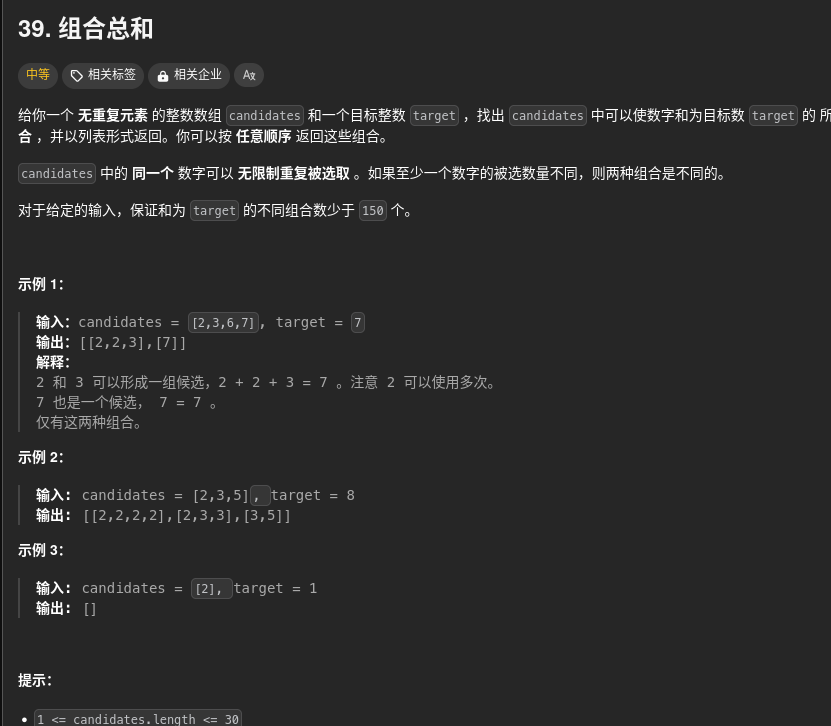 39. 组合总和
中等 相关标签 相关企业 Aあ
给你一个 无重复元素 的整数数组 candidates 和一个目标整数 target ，找出 candidates 中可以使数字和为目标数 target 的 所
合 ，并以列表形式返回。你可以按 任意顺序 返回这些组合。
candidates 中的 同一个 数字可以 无限制重复被选取 。如果至少一个数字的被选数量不同，则两种组合是不同的。
对于给定的输入，保证和为 target 的不同组合数少于 150 个。
示例 1：
输入：candidates = [2,3,6,7], target = 7
输出：[[2,2,3],[7]]
解释：
2 和 3 可以形成一组候选，2 + 2 + 3 = 7 。注意 2 可以使用多次。
7 也是一个候选， 7 = 7 。
仅有这两种组合。
示例 2：
输入: candidates = [2,3,5], target = 8
输出: [[2,2,2,2],[2,3,3],[3,5]]
示例 3：
输入: candidates = [2], target = 1
输出: []
提示：
1 <= candidates.length <= 30